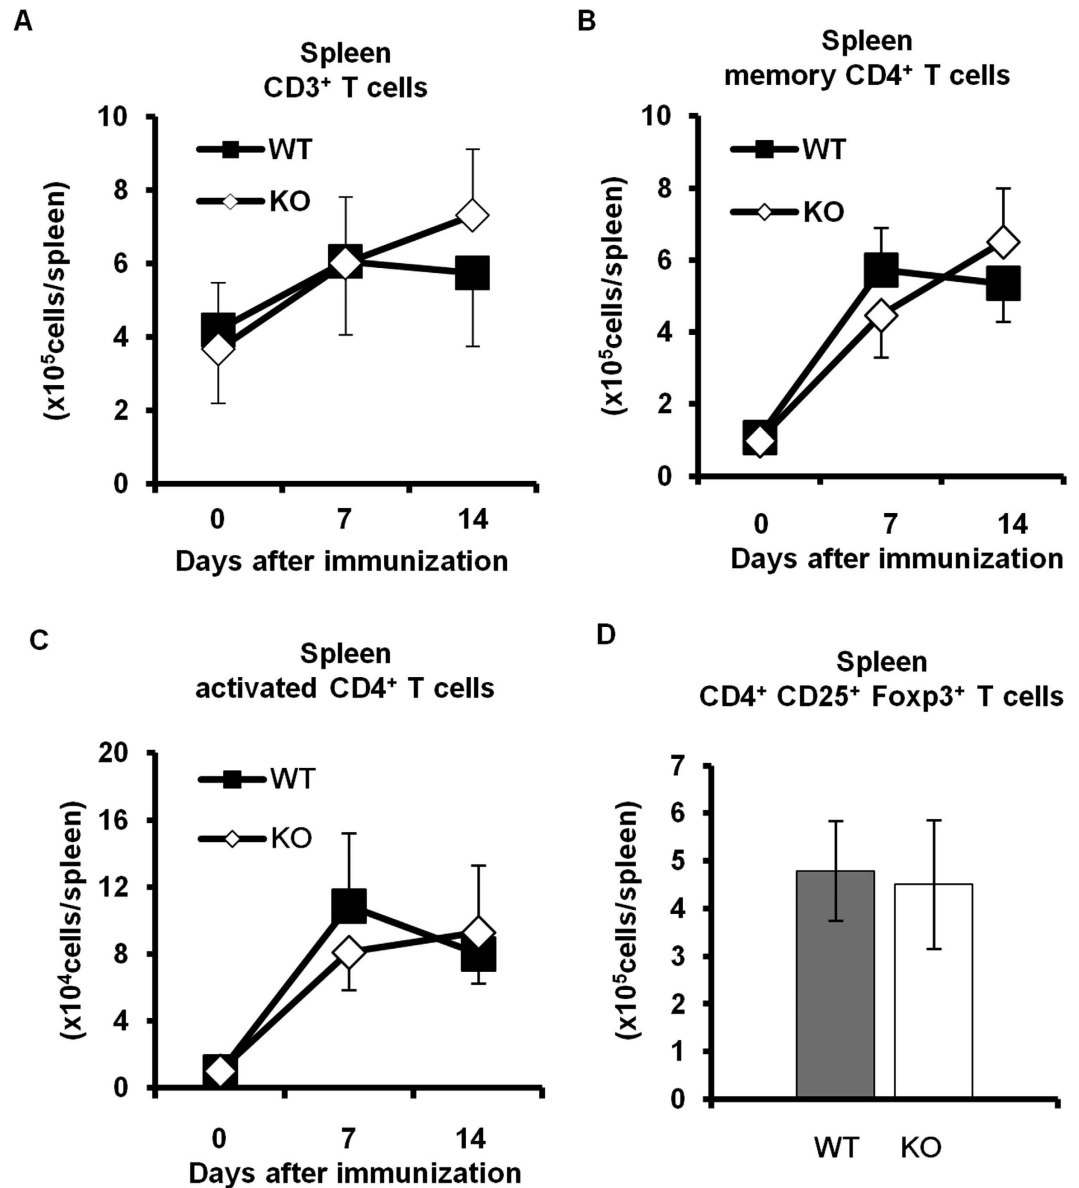 A
Spleen
CD3⁺ T cells
WT
KO
10
8
6
4
2
0
(x10⁵cells/spleen)
0 7 14
Days after immunization
B
Spleen
memory CD4⁺ T cells
WT
KO
10
8
6
4
2
0
(x10⁵cells/spleen)
0 7 14
Days after immunization
C
Spleen
activated CD4⁺ T cells
WT
KO
20
16
12
8
4
0
(x10⁴cells/spleen)
0 7 14
Days after immunization
D
Spleen
CD4⁺ CD25⁺ Foxp3⁺ T cells
7
6
5
4
3
2
1
0
(x10⁵cells/spleen)
WT KO